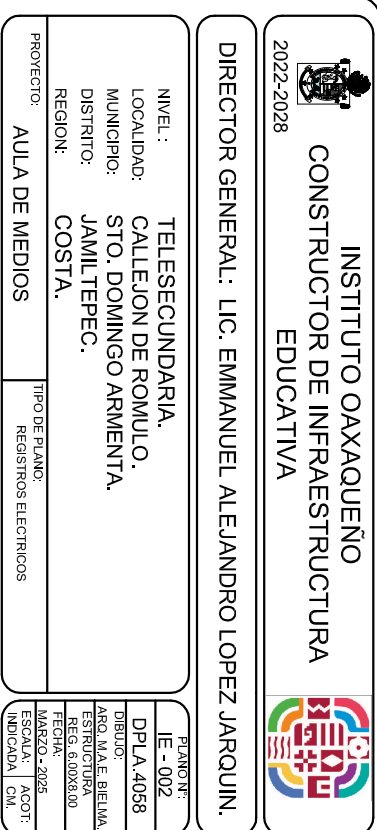 INSTITUTO OAXAQUEÑO
CONSTRUCTOR DE INFRAESTRUCTURA
EDUCATIVA
2022-2028
DIRECTOR GENERAL: LIC. EMMANUEL ALEJANDRO LOPEZ JARQUIN.
NIVEL : TELESECUNDARIA.
LOCALIDAD: CALLEJON DE ROMULO.
MUNICIPIO: STO. DOMINGO ARMENTA.
DISTRITO: JAMILTEPEC.
REGION: COSTA.
PROYECTO: AULA DE MEDIOS
TIPO DE PLANO:
REGISTROS ELECTRICOS
PLANO Nº:
IE - 002
DPLA-4058
DIBUJO:
ARQ. M.A.E. BIELMA.
ESTRUCTURA
REG. 6.00X8.00
FECHA:
MARZO - 2025
ESCALA: ACOT:
INDICADA CM.